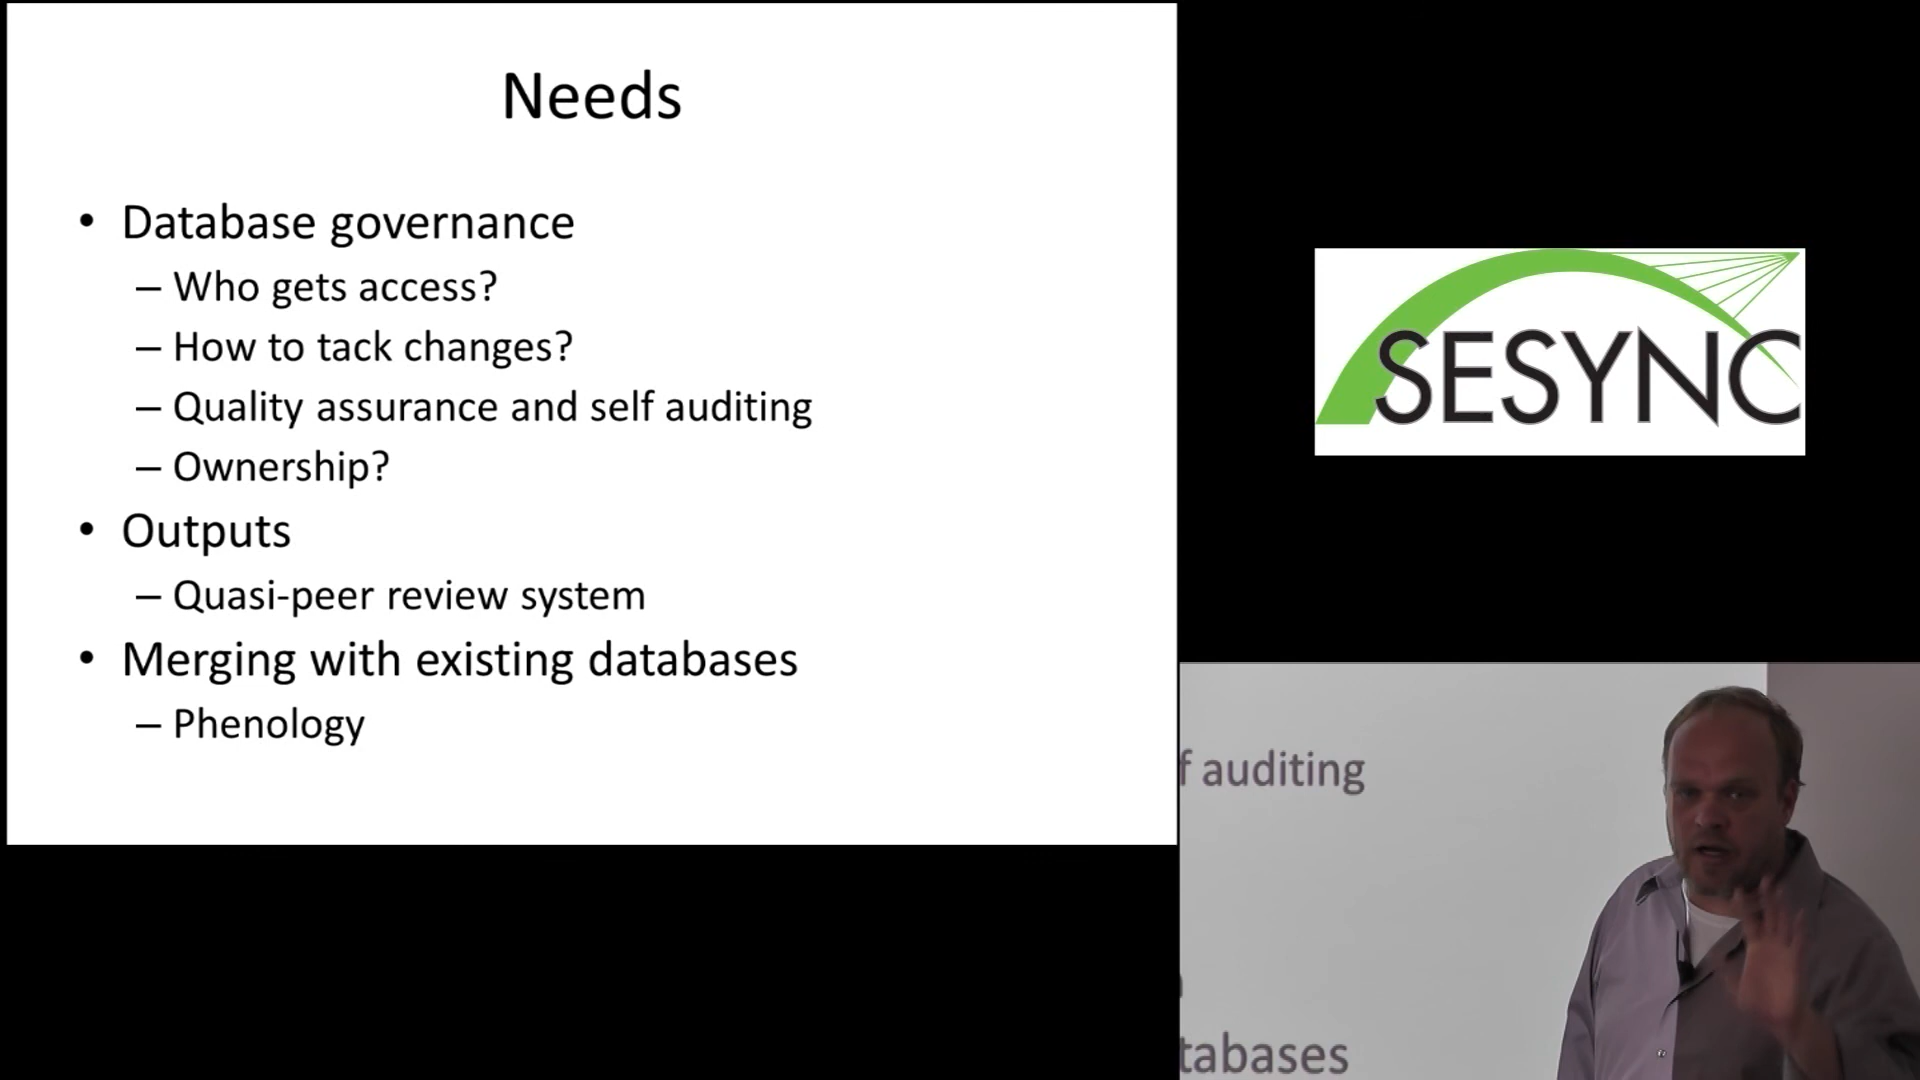 Needs
• Database governance
– Who gets access?
– How to tack changes?
– Quality assurance and self auditing
– Ownership?
• Outputs
– Quasi-peer review system
• Merging with existing databases
– Phenology
SESYNC
f auditing
tabases